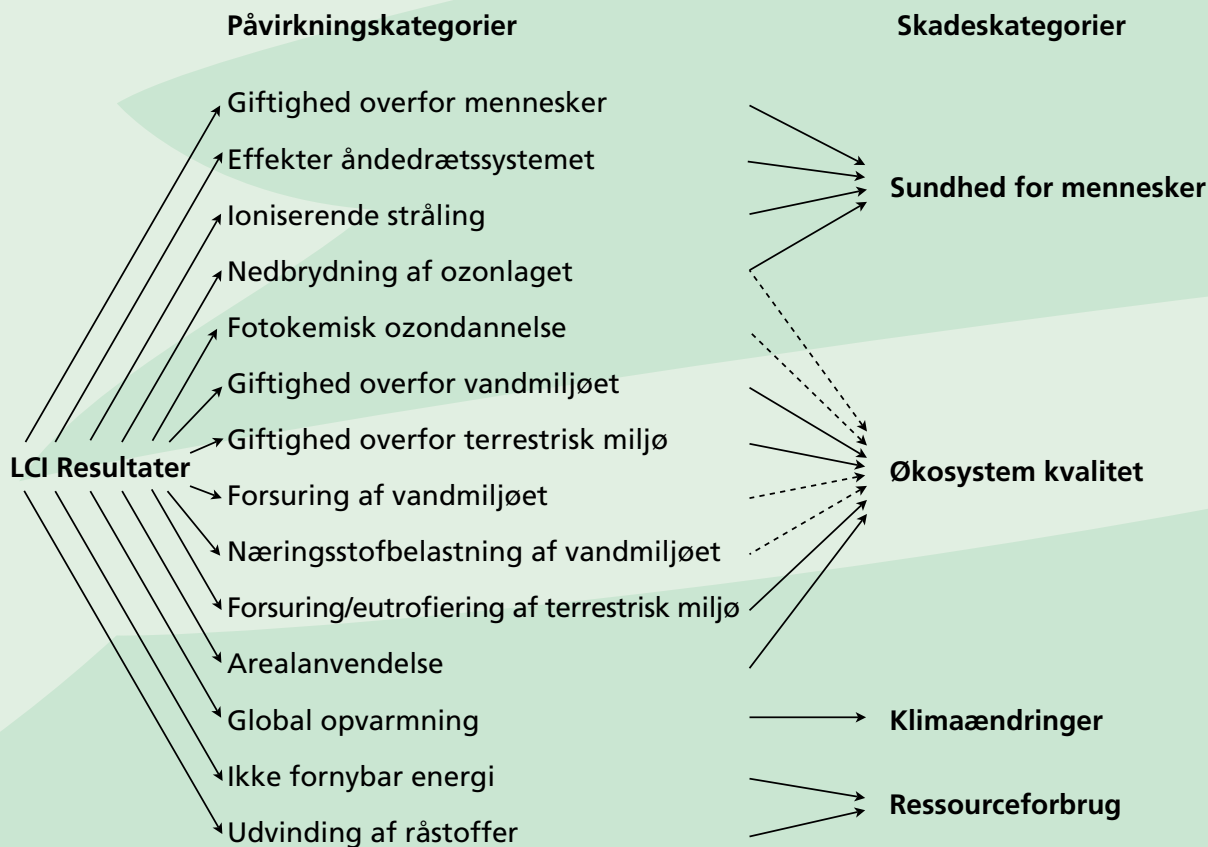 Påvirkningskategorier
Skadeskategorier
Giftighed overfor mennesker
Effekter åndedrætssystemet
Sundhed for mennesker
Ioniserende stråling
Nedbrydning af ozonlaget
Fotokemisk ozondannelse
Giftighed overfor vandmiljøet
Giftighed overfor terrestrisk miljø
LCI Resultater
Økosystem kvalitet
Forsuring af vandmiljøet
Næringsstofbelastning af vandmiljøet
Forsuring/eutrofiering af terrestrisk miljø
Arealanvendelse
Global opvarmning
Klimaændringer
Ikke fornybar energi
Ressourceforbrug
Udvinding af råstoffer